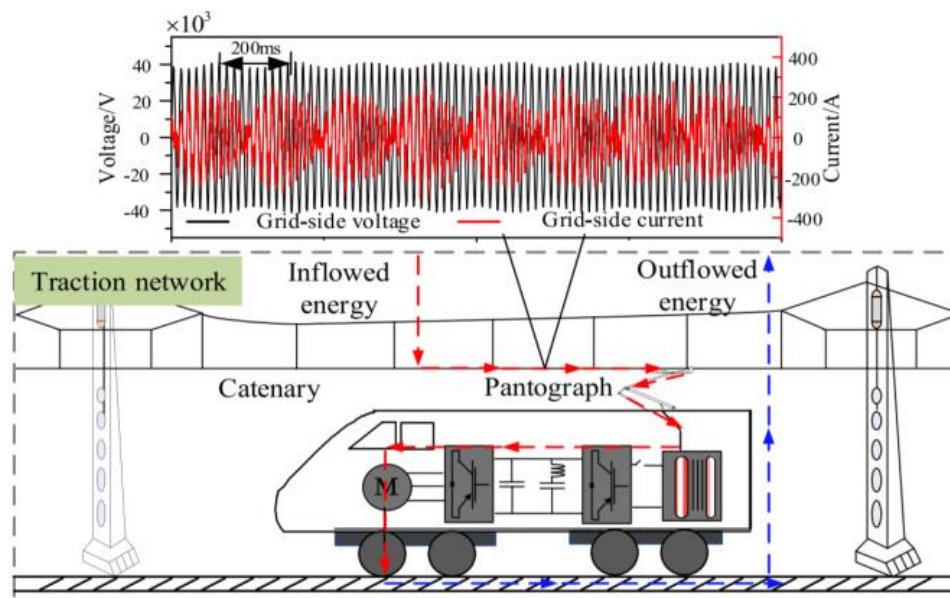 ×10³
200ms
40
20
0
-20
-40
Voltage/V
400
200
0
-200
-400
Current/A
Grid-side voltage
Grid-side current
Traction network
Inflowed
energy
Outflowed
energy
Catenary
Pantograph
M